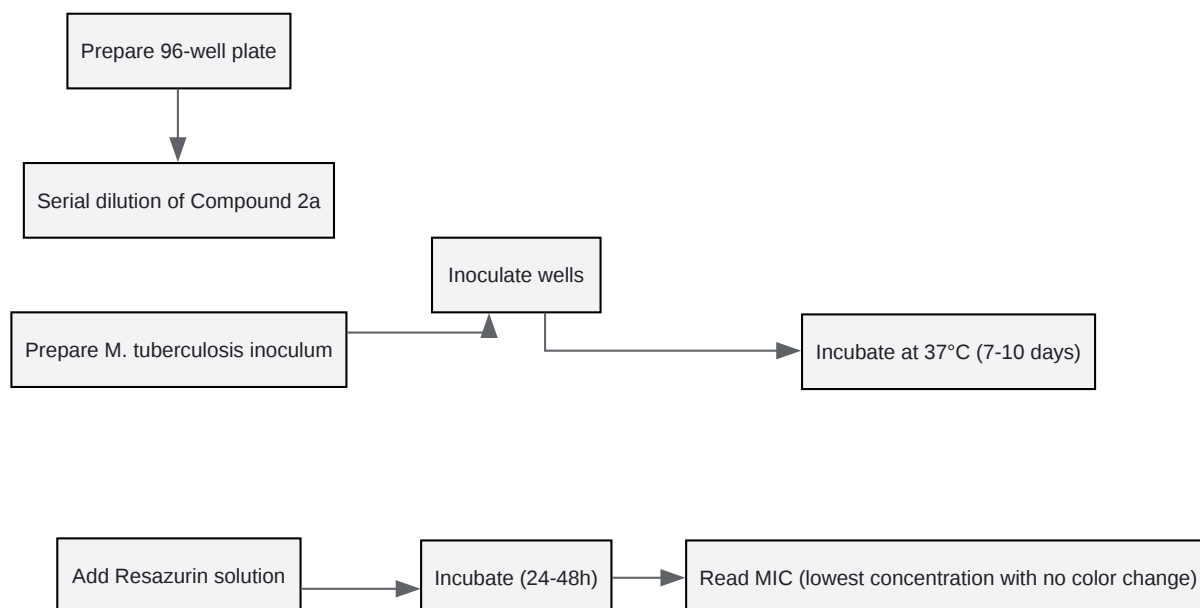 Prepare 96-well plate
Serial dilution of Compound 2a
Inoculate wells
Prepare M. tuberculosis inoculum
Incubate at 37°C (7-10 days)
Add Resazurin solution
Incubate (24-48h)
Read MIC (lowest concentration with no color change)